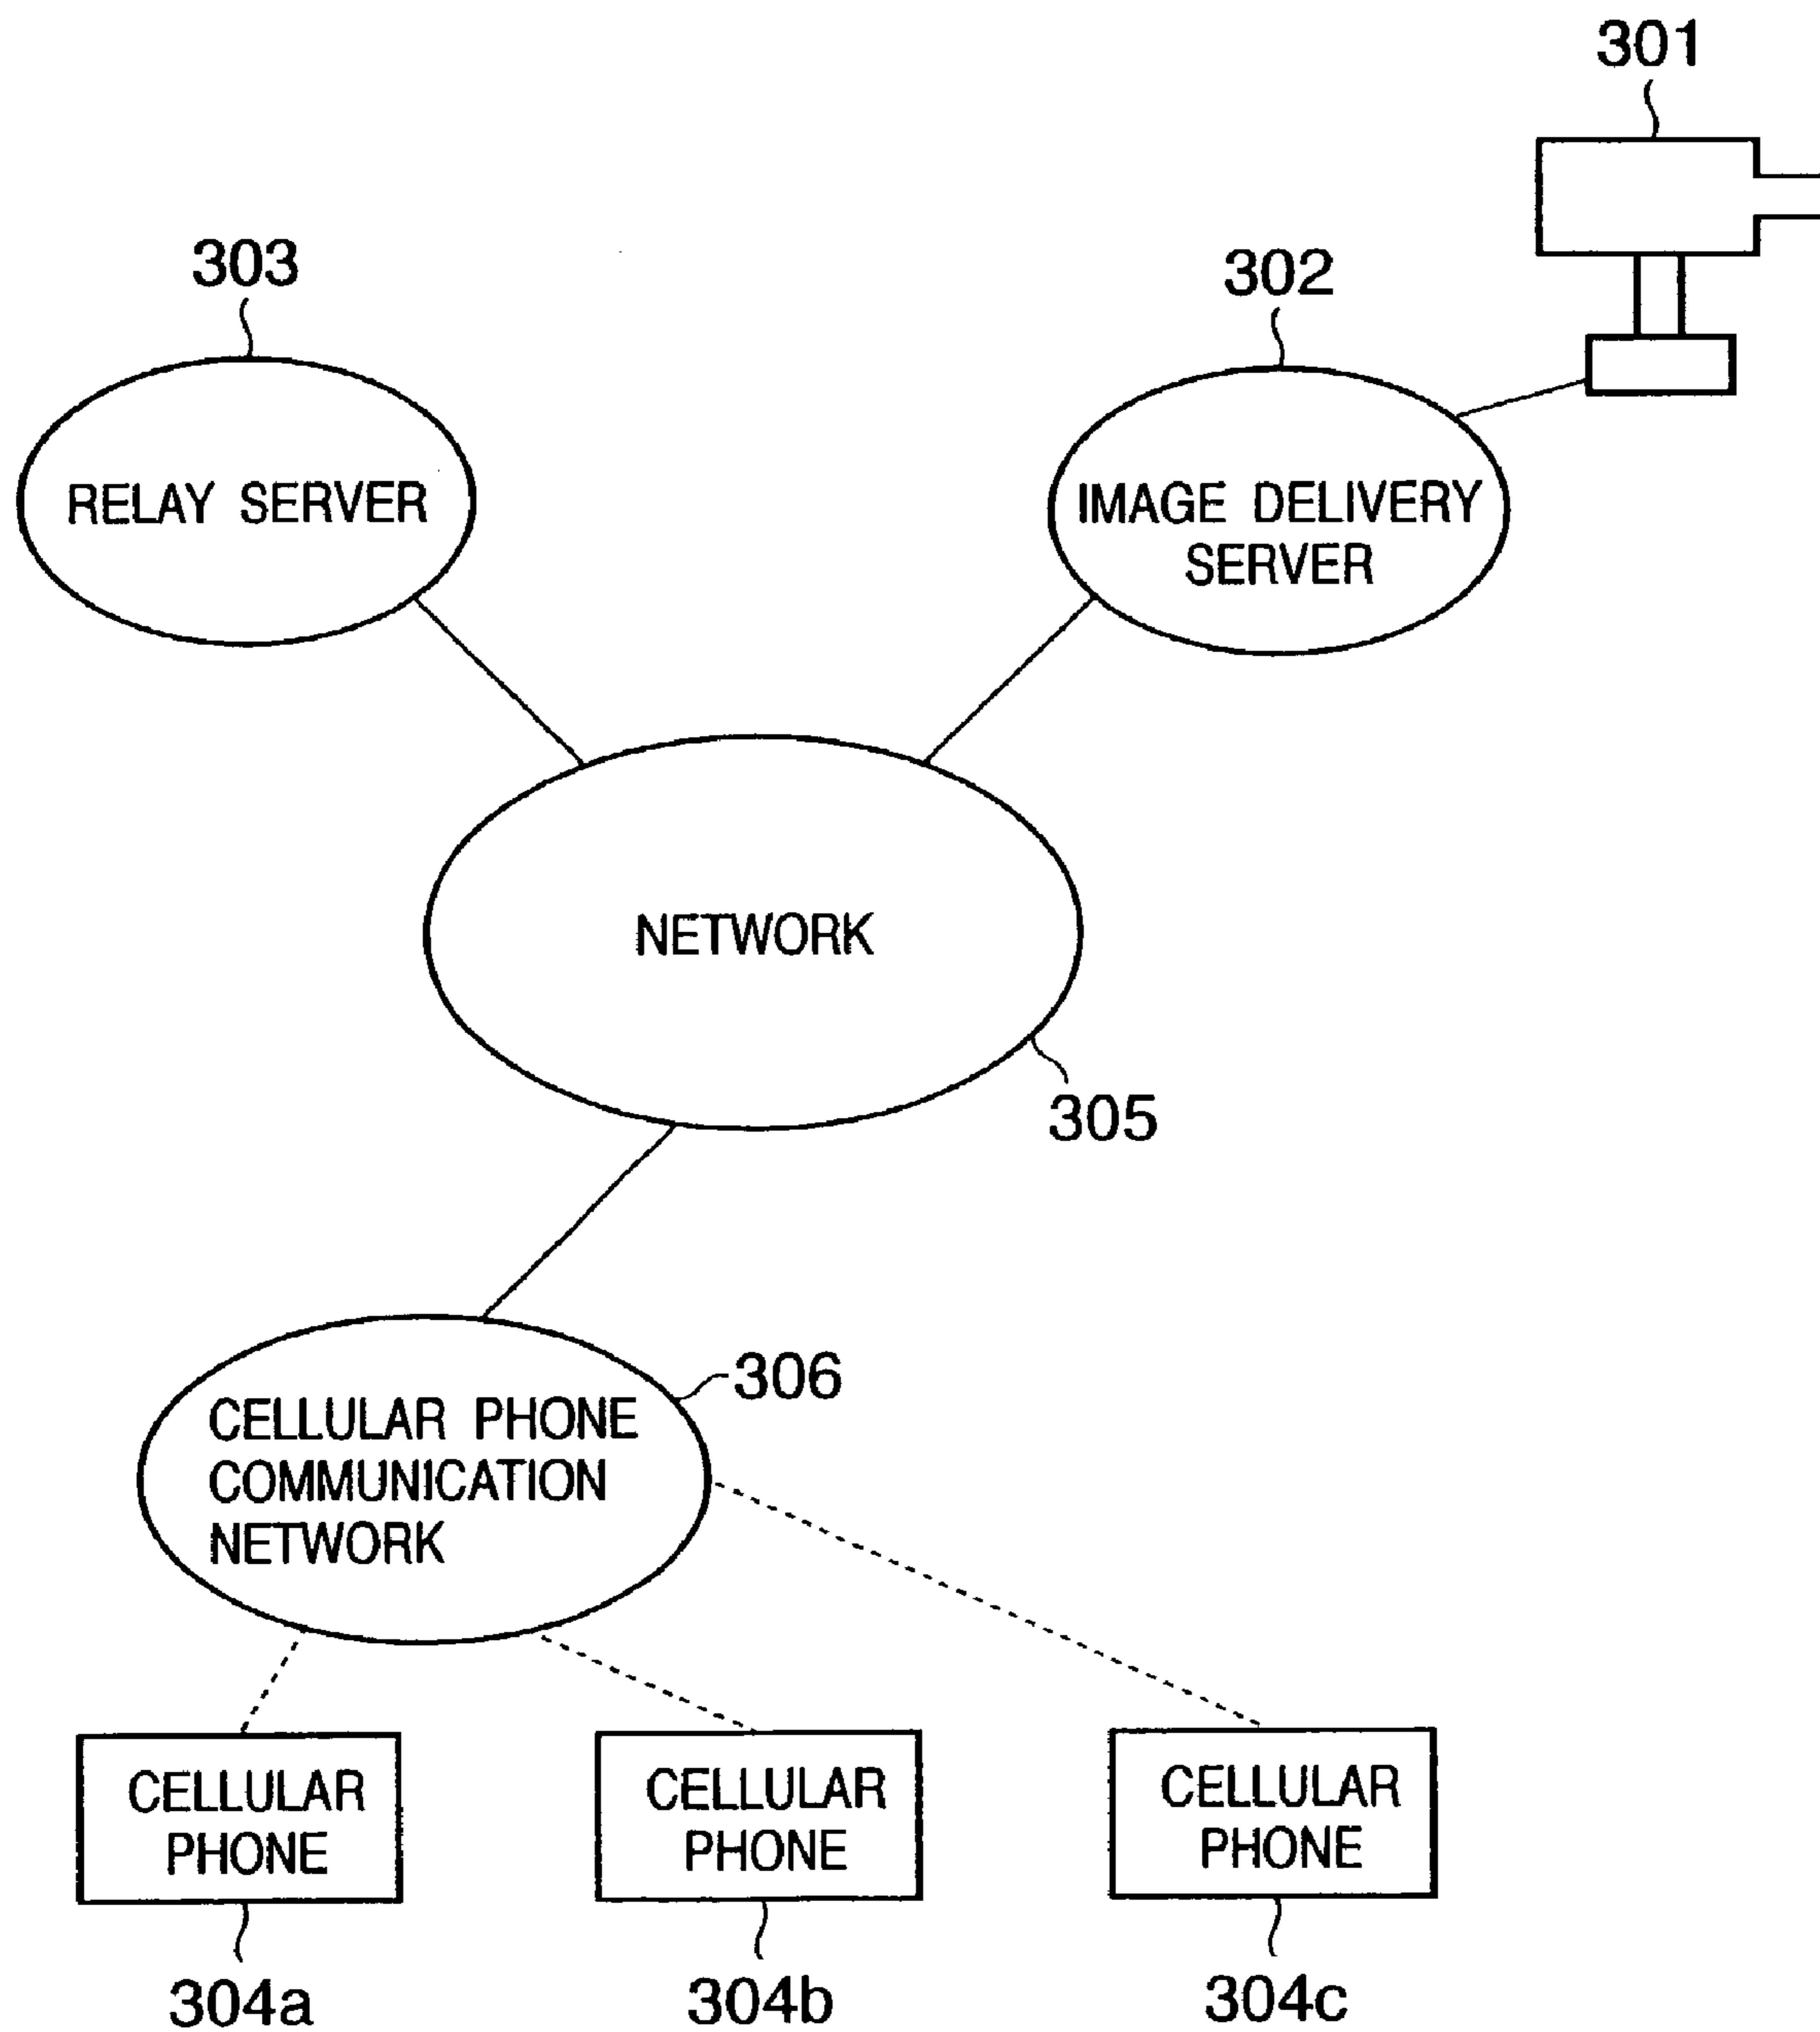 301
303
302
RELAY SERVER
IMAGE DELIVERY
SERVER
NETWORK
305
306
CELLULAR PHONE
COMMUNICATION
NETWORK
CELLULAR
PHONE
CELLULAR
PHONE
CELLULAR
PHONE
304a
304b
304c